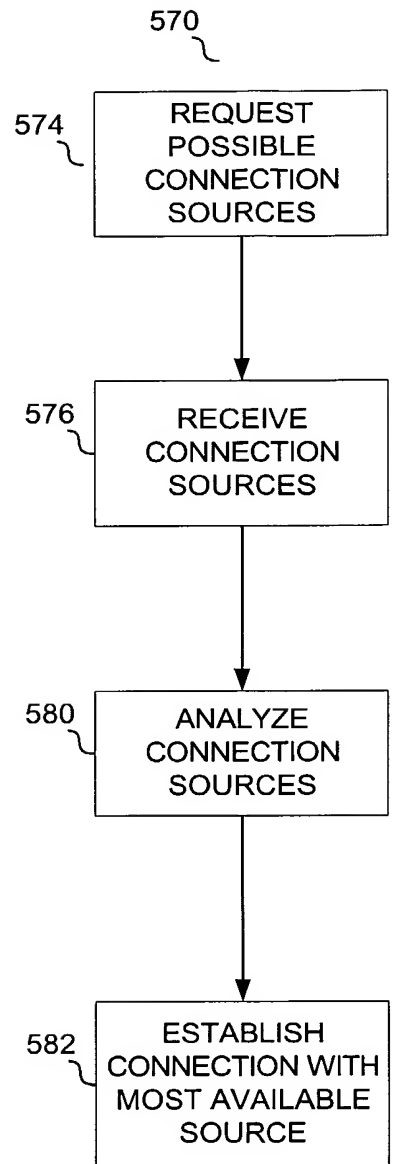 570
574
REQUEST
POSSIBLE
CONNECTION
SOURCES
576
RECEIVE
CONNECTION
SOURCES
580
ANALYZE
CONNECTION
SOURCES
582
ESTABLISH
CONNECTION WITH
MOST AVAILABLE
SOURCE